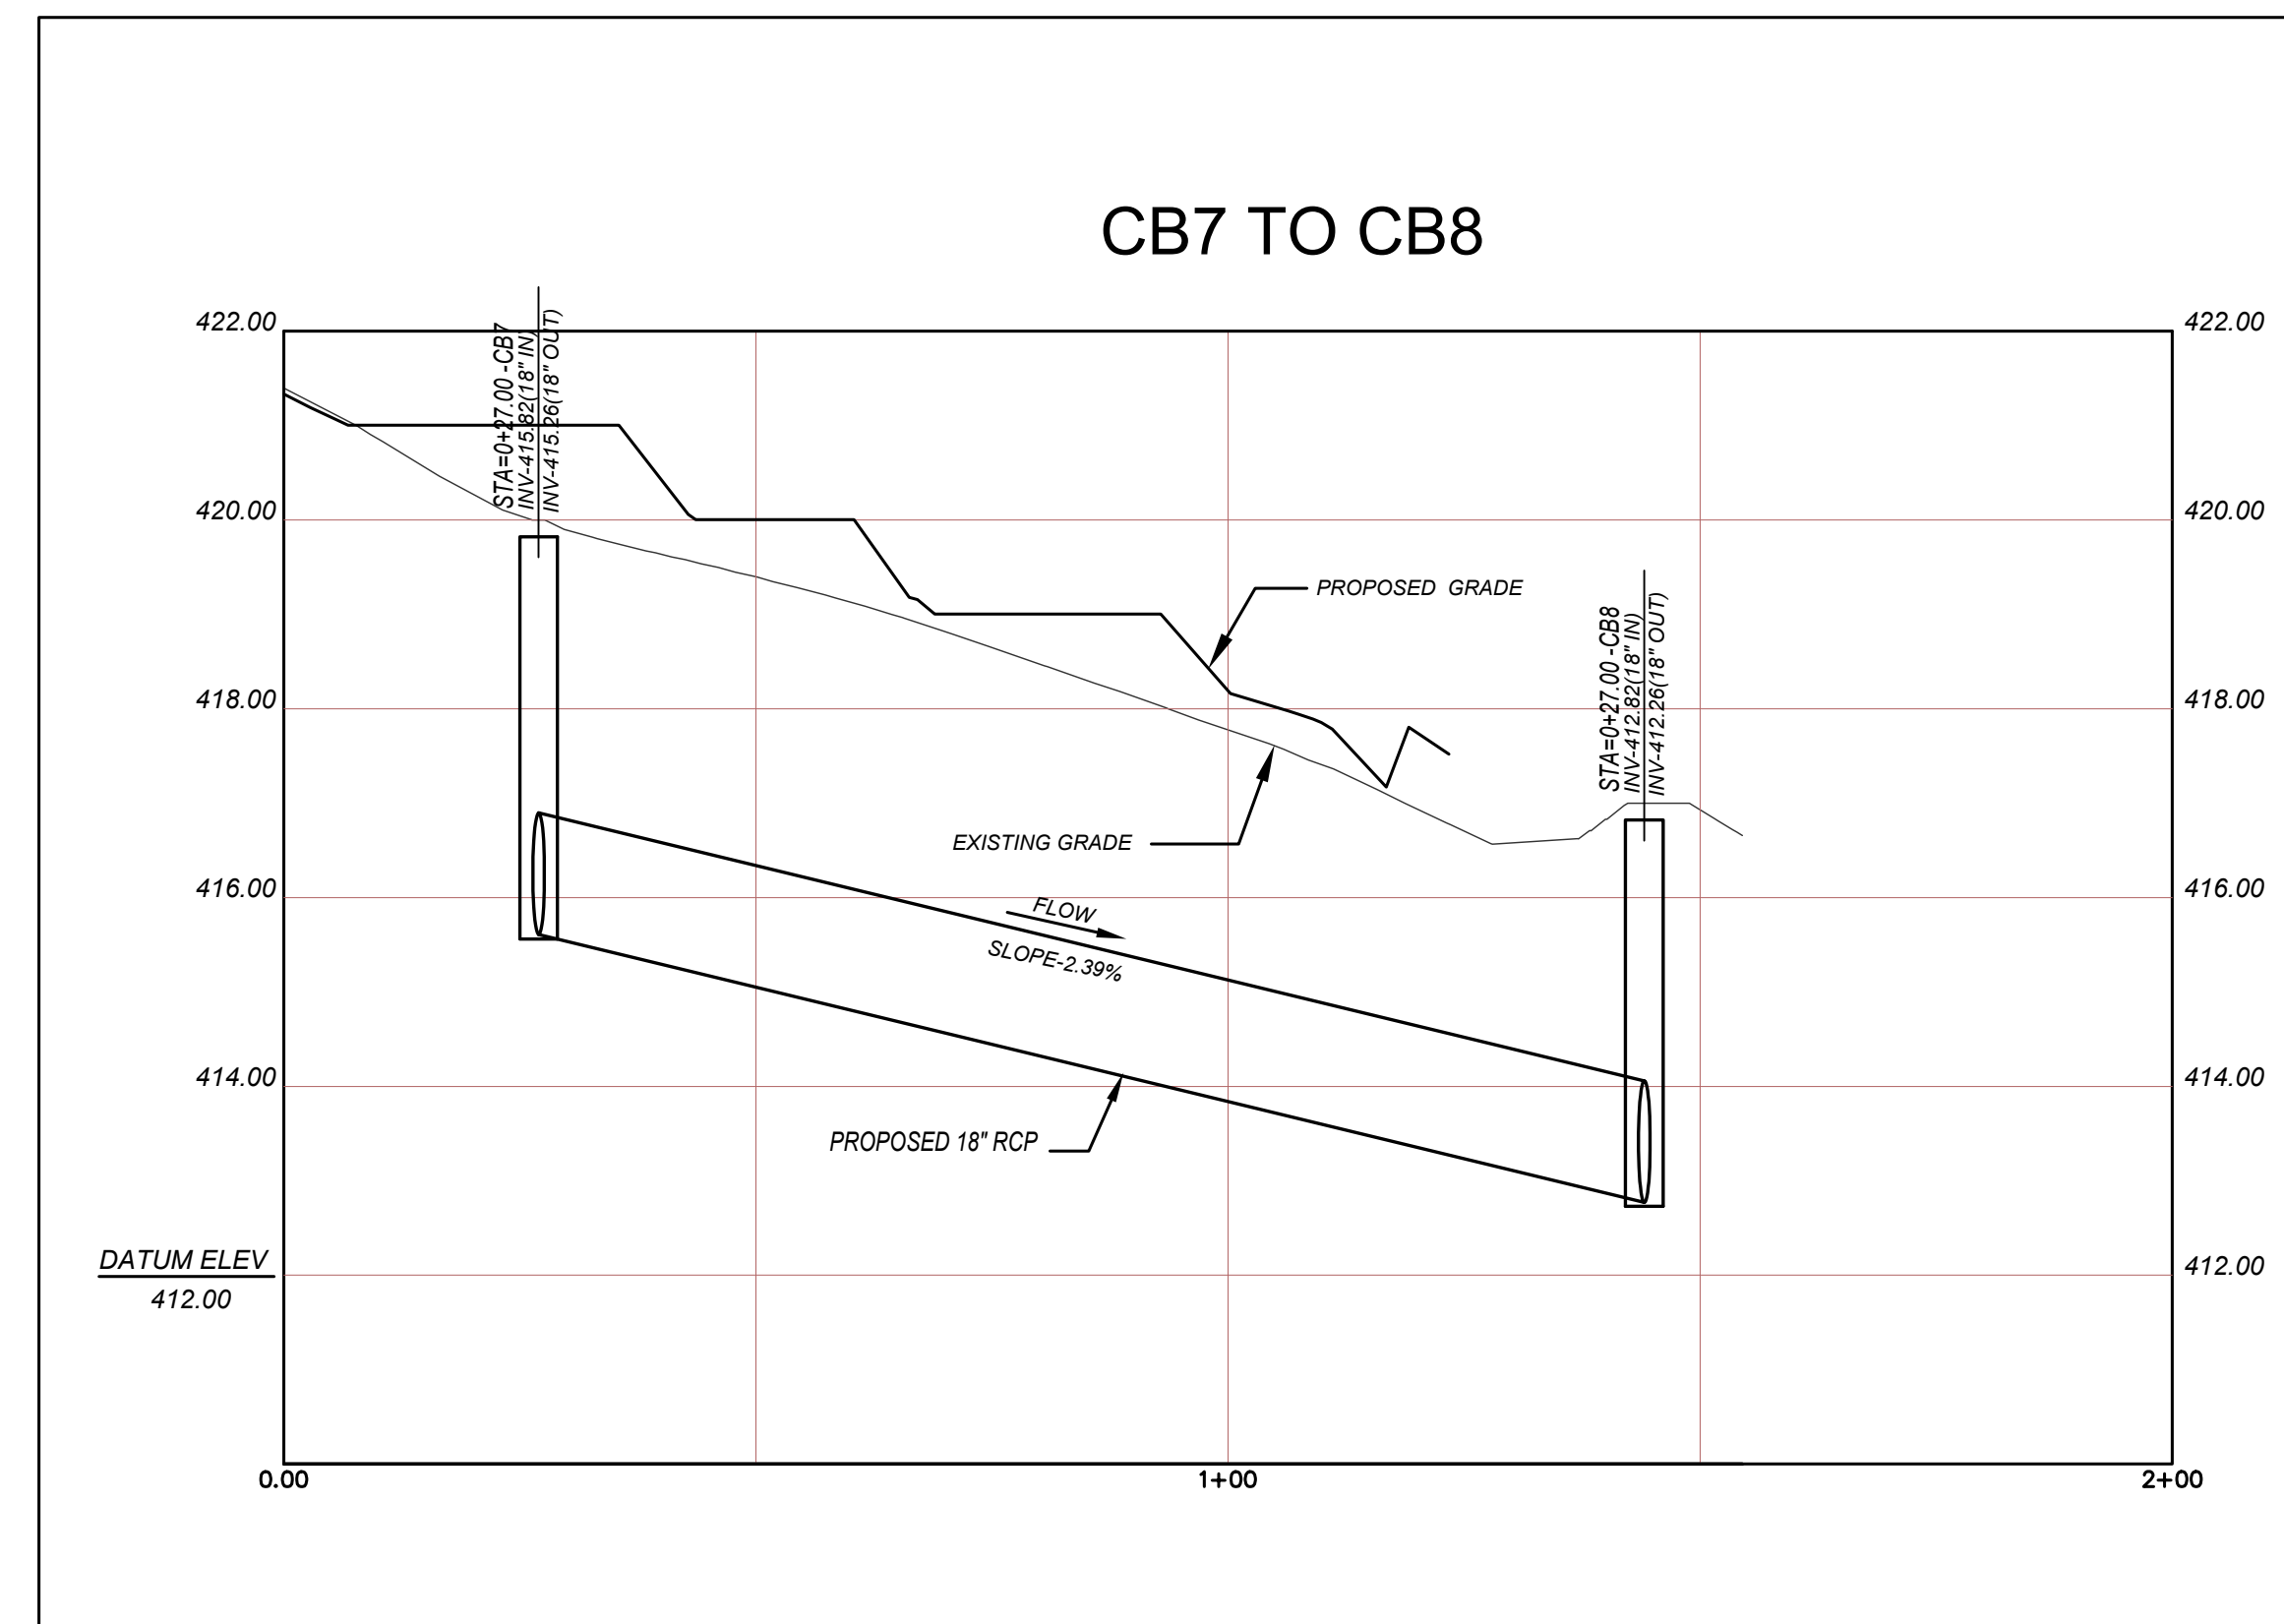 CB7 TO CB8
422.00
422.00
STA=0+27.00 -CB7
INV-415.82(18" IN)
INV-415.26(18" OUT)
420.00
420.00
PROPOSED GRADE
STA=0+27.00 -CB8
INV-412.82(18" IN)
INV-412.26(18" OUT)
418.00
418.00
EXISTING GRADE
416.00
416.00
FLOW
SLOPE-2.39%
414.00
414.00
PROPOSED 18" RCP
DATUM ELEV
412.00
412.00
0.00
1+00
2+00